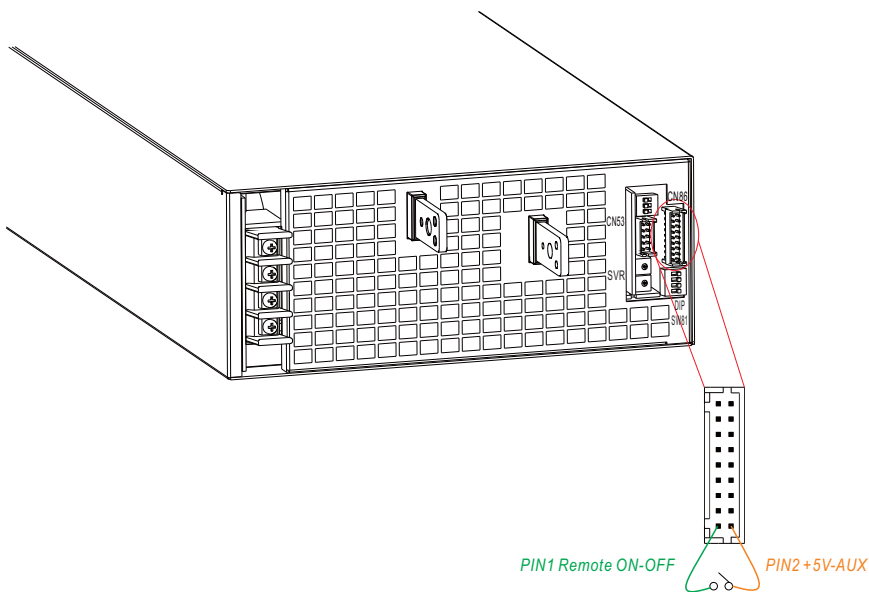 CN86
CN53
SVR
DIP
SW81
PIN1 Remote ON-OFF
PIN2 +5V-AUX